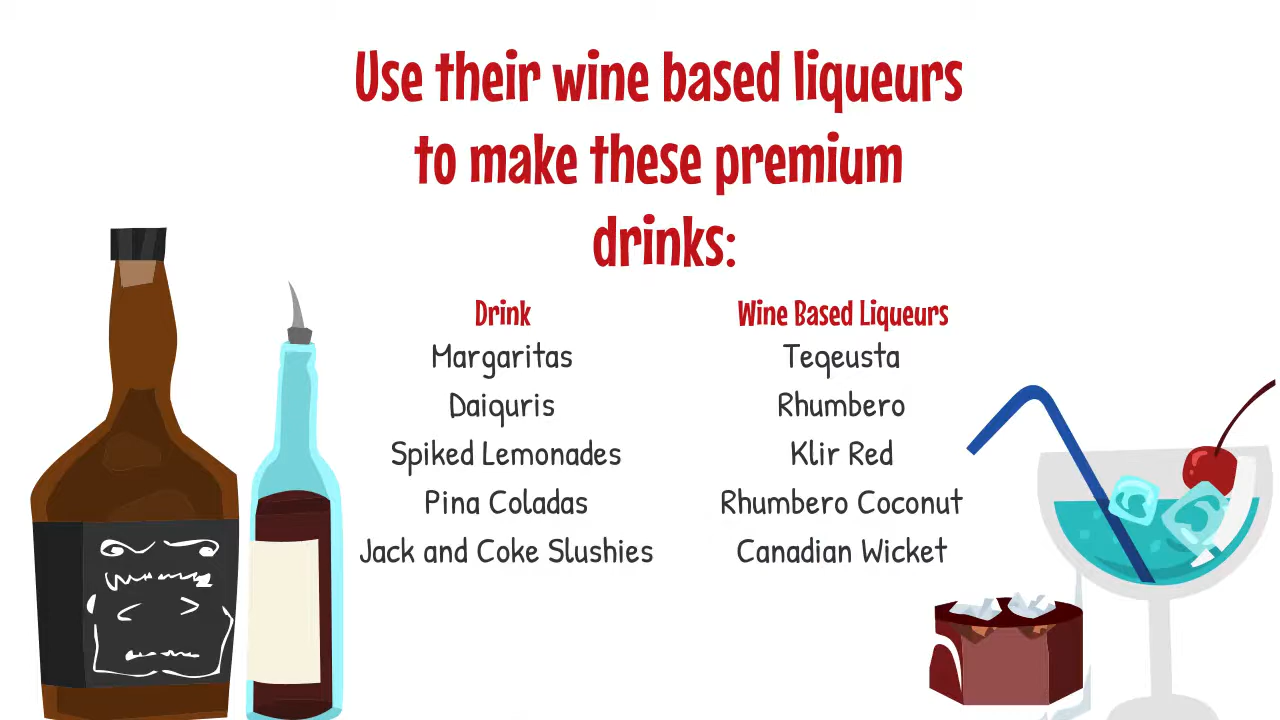 Use their wine based liqueurs
to make these premium
drinks:
Drink Wine Based Liqueurs
Margaritas Teqeusta
Daiquris Rhumbero
Spiked Lemonades Klir Red
Pina Coladas Rhumbero Coconut
Jack and Coke Slushies Canadian Wicket